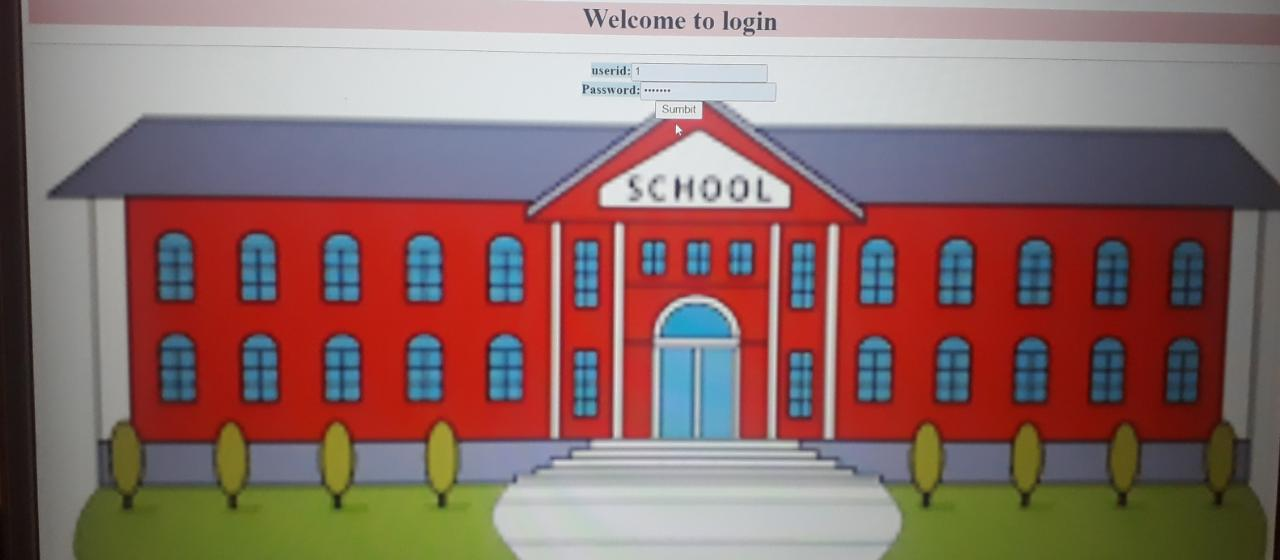 Welcome to login
userid: 1
Password: •••••••
Sumbit
SCHOOL